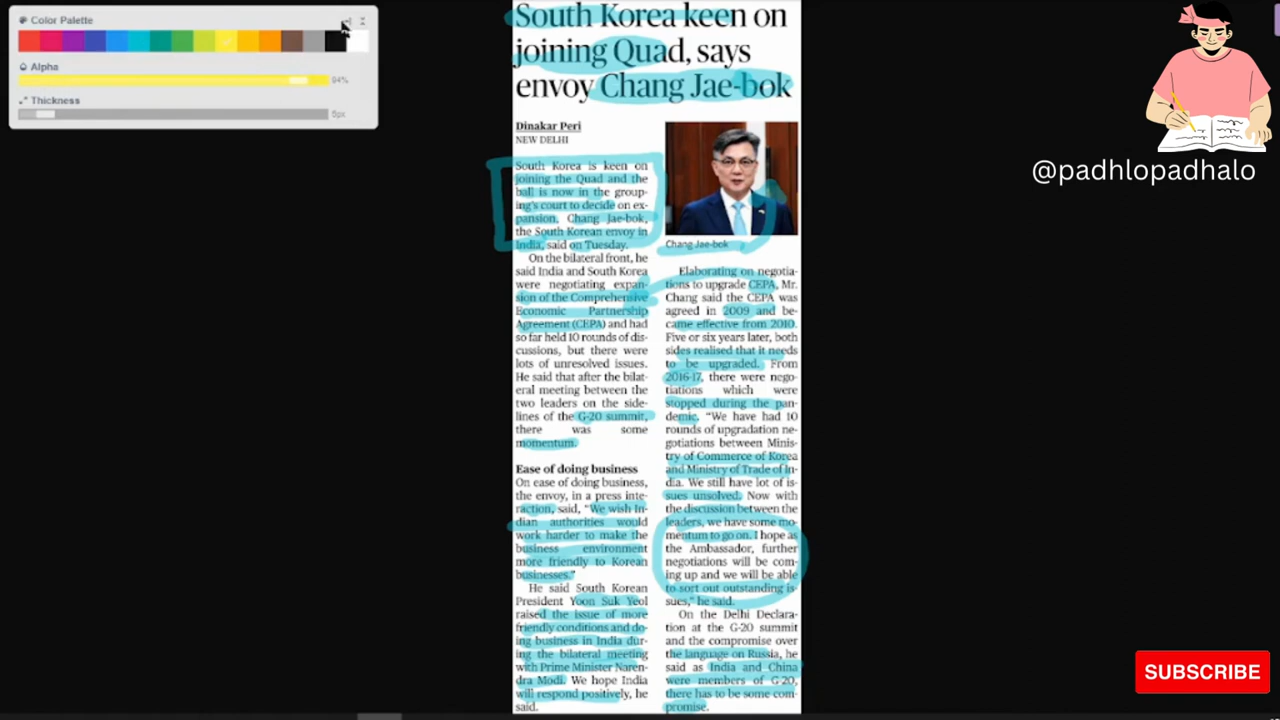 Color Palette
Alpha
94%
Thickness
South Korea keen on
joining Quad, says
envoy Chang Jae-bok
Dinakar Peri
NEW DELHI
South Korea is keen on
joining the Quad and the
ball is now in the group-
ing's court to decide on ex-
pansion, Chang Jae-bok,
the South Korean envoy in
India, said on Tuesday.
On the bilateral front, he
said India and South Korea
were negotiating expan-
sion of the Comprehensive
Economic Partnership
Agreement (CEPA) and had
so far held 10 rounds of dis-
cussions, but there were
lots of unresolved issues.
He said that after the bilat-
eral meeting between the
two leaders on the side-
lines of the G-20 summit,
there was some
momentum.
Ease of doing business
On ease of doing business,
the envoy, in a press inte-
raction, said, “We wish In-
dian authorities would
work harder to make the
business environment
more friendly to Korean
businesses.”
He said South Korean
President Yoon Suk Yeol
raised the issue of more
friendly conditions and do-
ing business in India dur-
ing the bilateral meeting
with Prime Minister Naren-
dra Modi. We hope India
will respond positively, he
said.
Chang Jae-bok
Elaborating on negotia-
tions to upgrade CEPA, Mr.
Chang said the CEPA was
agreed in 2009 and be-
came effective from 2010.
Five or six years later, both
sides realised that it needs
to be upgraded. From
2016-17, there were nego-
tiations which were
stopped during the pan-
demic. “We have had 10
rounds of upgradation ne-
gotiations between Minis-
try of Commerce of Korea
and Ministry of Trade of In-
dia. We still have lot of is-
sues unsolved. Now with
the discussion between the
leaders, we have some mo-
mentum to go on. I hope as
the Ambassador, further
negotiations will be com-
ing up and we will be able
to sort out outstanding is-
sues,” he said.
On the Delhi Declara-
tion at the G-20 summit
and the compromise over
the language on Russia, he
said as India and China
were members of G-20,
there has to be some com-
promise.
@padhlopadhalo
SUBSCRIBE